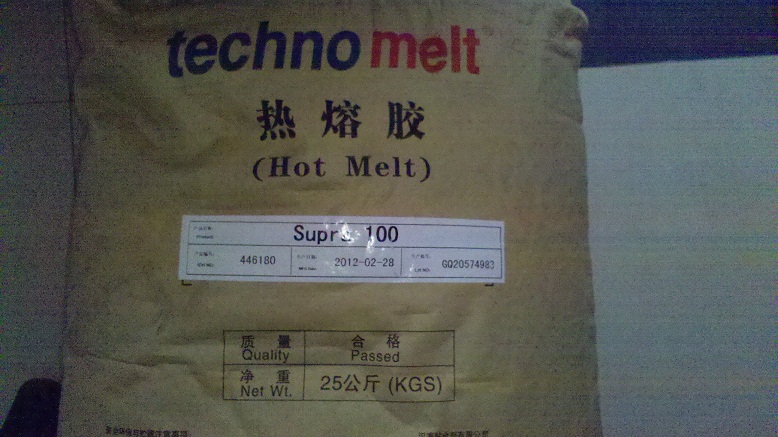 techno melt
热熔胶
(Hot Melt)
Supra 100
446180 2012-02-28 GQ20574983
质量 合格
Quality Passed
净重 25公斤 (KGS)
Net Wt.